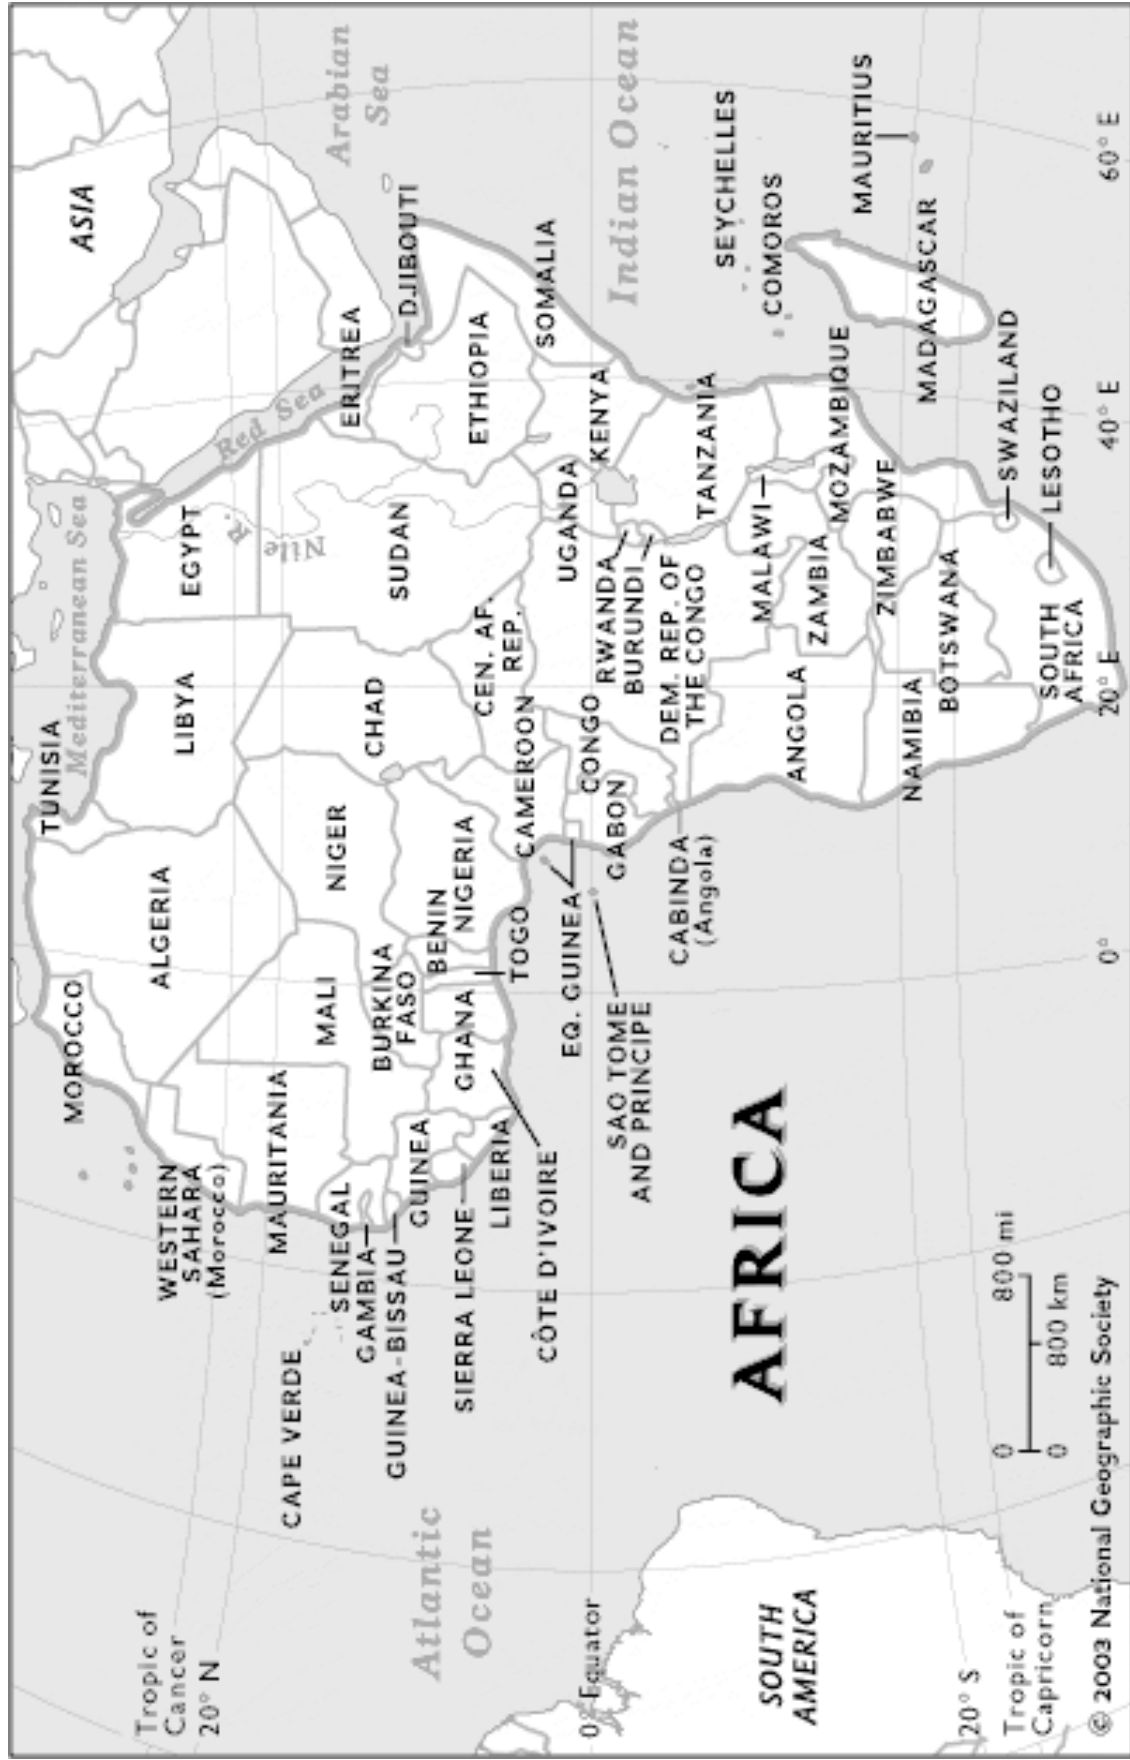 Tropic of
Cancer
20° N
MOROCCO
TUNISIA
Mediterranean Sea
ASIA
WESTERN
SAHARA
(Morocco)
ALGERIA
LIBYA
EGYPT
Nile R.
Red Sea
Arabian
Sea
CAPE VERDE
MAURITANIA
MALI
NIGER
CHAD
SUDAN
ERITREA
DJIBOUTI
SENEGAL
GAMBIA
GUINEA-BISSAU
GUINEA
SIERRA LEONE
LIBERIA
CÔTE D'IVOIRE
BURKINA
FASO
GHANA
TOGO
BENIN
NIGERIA
CAMEROON
CEN. AF.
REP.
ETHIOPIA
SOMALIA
Atlantic
Ocean
EQ. GUINEA
SAO TOME
AND PRINCIPE
GABON
CONGO
UGANDA
KENYA
RWANDA
BURUNDI
DEM. REP. OF
THE CONGO
TANZANIA
Indian Ocean
SEYCHELLES
COMOROS
0° Equator
CABINDA
(Angola)
ANGOLA
ZAMBIA
MALAWI
MOZAMBIQUE
MAURITIUS
MADAGASCAR
NAMIBIA
BOTSWANA
ZIMBABWE
SWAZILAND
LESOTHO
SOUTH
AFRICA
SOUTH
AMERICA
AFRICA
20° S
Tropic of
Capricorn
0 800 mi
0 800 km
0°
20° E
40° E
60° E
© 2003 National Geographic Society